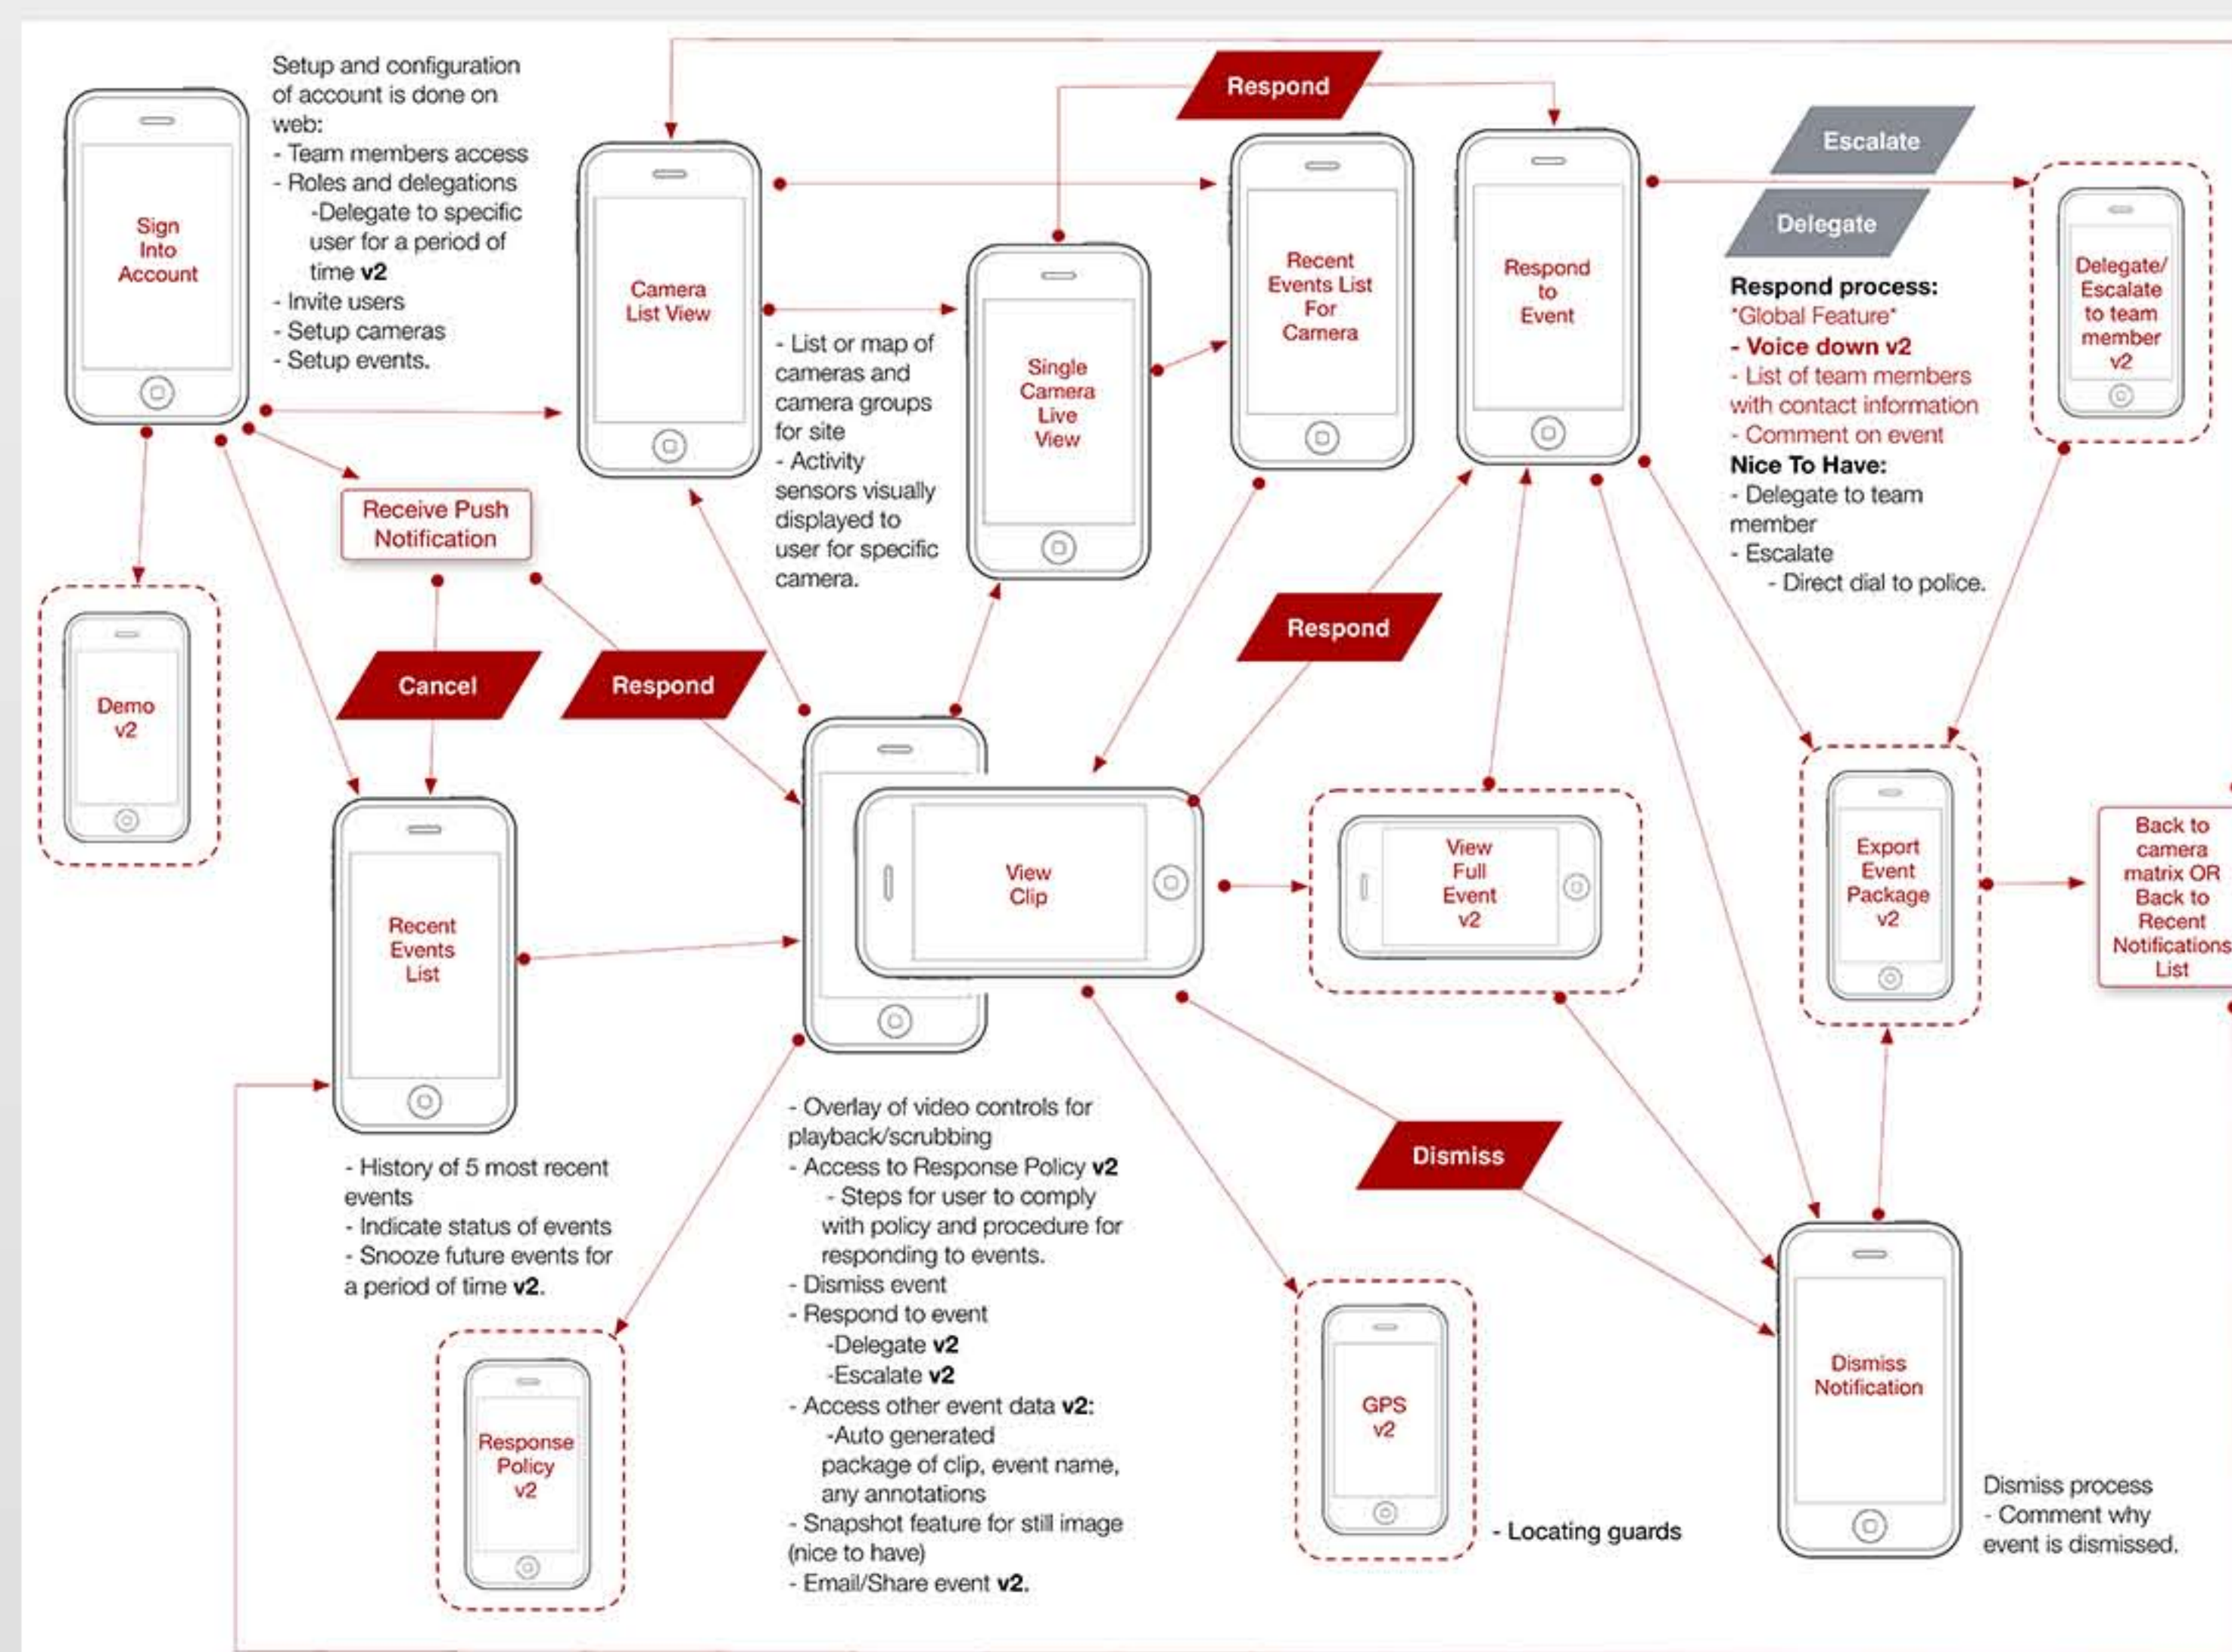 Setup and configuration
of account is done on
web:
- Team members access
- Roles and delegations
-Delegate to specific
user for a period of
time v2
- Invite users
- Setup cameras
- Setup events.
Sign
Into
Account
Camera
List View
- List or map of
cameras and
camera groups
for site
- Activity
sensors visually
displayed to
user for specific
camera.
Single
Camera
Live
View
Respond
Recent
Events List
For
Camera
Respond
to
Event
Escalate
Delegate
Respond process:
*Global Feature*
- Voice down v2
- List of team members
with contact information
- Comment on event
Nice To Have:
- Delegate to team
member
- Escalate
- Direct dial to police.
Delegate/
Escalate
to team
member
v2
Receive Push
Notification
Cancel
Respond
Respond
Demo
v2
Recent
Events
List
- History of 5 most recent
events
- Indicate status of events
- Snooze future events for
a period of time v2.
View
Clip
View
Full
Event
v2
Export
Event
Package
v2
Back to
camera
matrix OR
Back to
Recent
Notifications
List
- Overlay of video controls for
playback/scrubbing
- Access to Response Policy v2
- Steps for user to comply
with policy and procedure for
responding to events.
- Dismiss event
- Respond to event
-Delegate v2
-Escalate v2
- Access other event data v2:
-Auto generated
package of clip, event name,
any annotations
- Snapshot feature for still image
(nice to have)
- Email/Share event v2.
Dismiss
Response
Policy
v2
GPS
v2
- Locating guards
Dismiss
Notification
Dismiss process
- Comment why
event is dismissed.